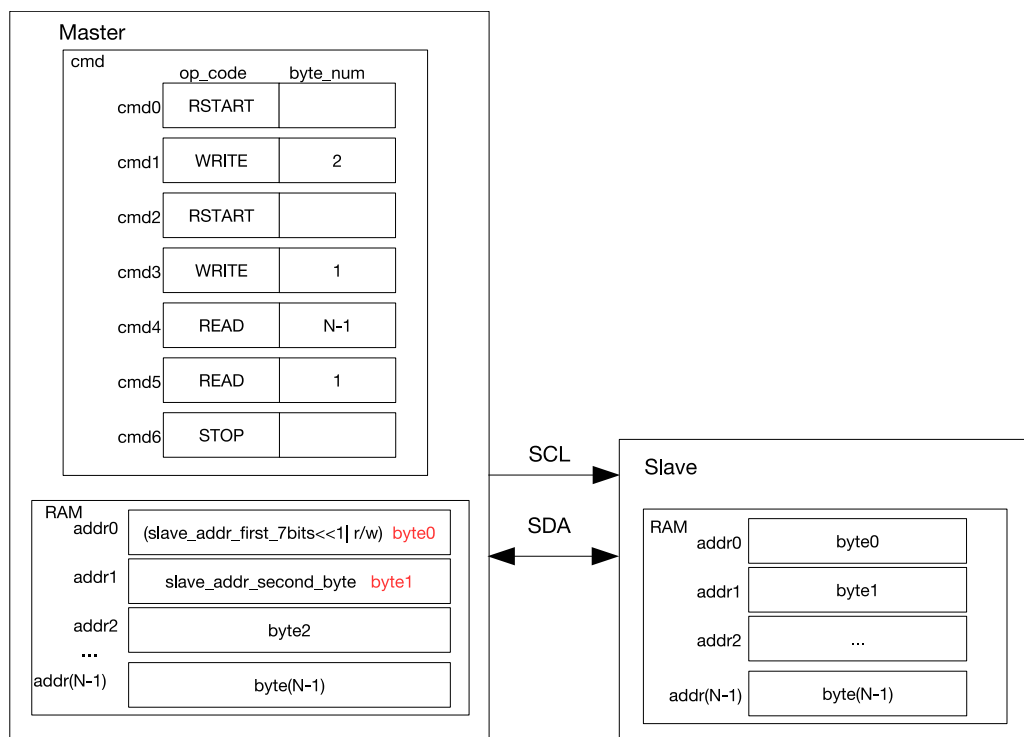 Master
cmd
op_code byte_num
cmd0 RSTART
cmd1 WRITE 2
cmd2 RSTART
cmd3 WRITE 1
cmd4 READ N-1
cmd5 READ 1
cmd6 STOP
SCL
SDA
RAM
addr0 (slave_addr_first_7bits<<1| r/w) byte0
addr1 slave_addr_second_byte byte1
addr2 byte2
...
addr(N-1) byte(N-1)
Slave
RAM
addr0 byte0
addr1 byte1
addr2 ...
addr(N-1) byte(N-1)